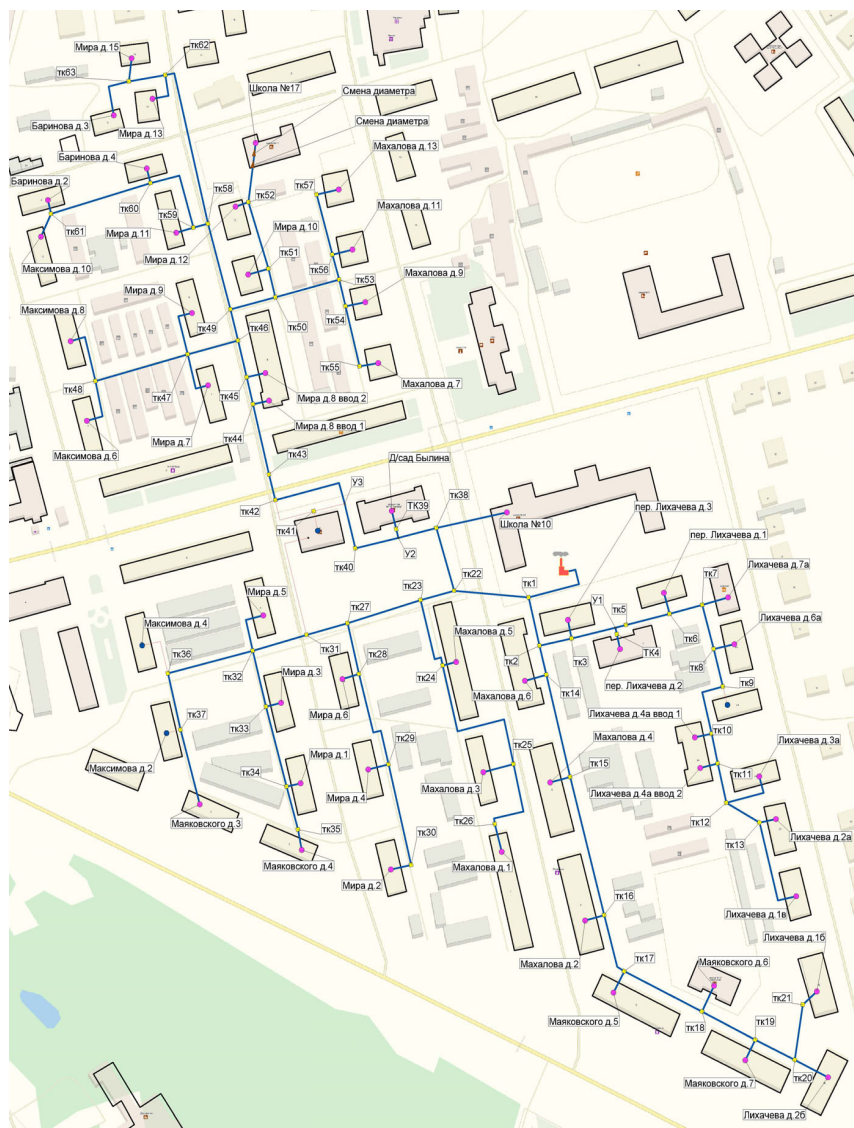 Мира д.15
тк62
тк63
Школа №17
Смена диаметра
Смена диаметра
Баринова д.3
Мира д.13
Баринова д.4
Махалова д.13
Баринова д.2
тк57
тк58
тк52
тк60
тк59
Махалова д.11
тк61
Мира д.11
Мира д.10
Мира д.12
Максимова д.10
тк51
тк56
тк53
Махалова д.9
Мира д.9
Максимова д.8
тк49
тк46
тк50
тк54
тк55
тк48
тк47
тк45
Махалова д.7
Мира д.8 ввод 2
Мира д.7
тк44
Мира д.8 ввод 1
Максимова д.6
тк43
Д/сад Былина
У3
ТК39
тк38
пер. Лихачева д.3
тк42
тк41
Школа №10
пер. Лихачева д.1
тк40
У2
тк22
тк1
Лихачева д.7а
тк7
Мира д.5
тк23
У1
тк5
тк27
Максимова д.4
тк6
Лихачева д.6а
Махалова д.5
тк36
тк31
тк2
тк3
ТК4
тк32
тк28
тк8
Мира д.3
тк24
пер. Лихачева д.2
тк14
тк9
Махалова д.6
тк37
тк33
Мира д.6
Лихачева д.4а ввод 1
Махалова д.4
тк29
тк10
Лихачева д.3а
Мира д.1
тк25
Максимова д.2
тк34
тк15
тк11
Махалова д.3
Лихачева д.4а ввод 2
Мира д.4
Маяковского д.3
тк12
тк35
тк26
тк13
Лихачева д.2а
тк30
Маяковского д.4
Махалова д.1
Мира д.2
Лихачева д.1в
тк16
Лихачева д.1б
Махалова д.2
тк17
Маяковского д.6
тк21
Маяковского д.5
тк18
тк19
тк20
Маяковского д.7
Лихачева д.2б